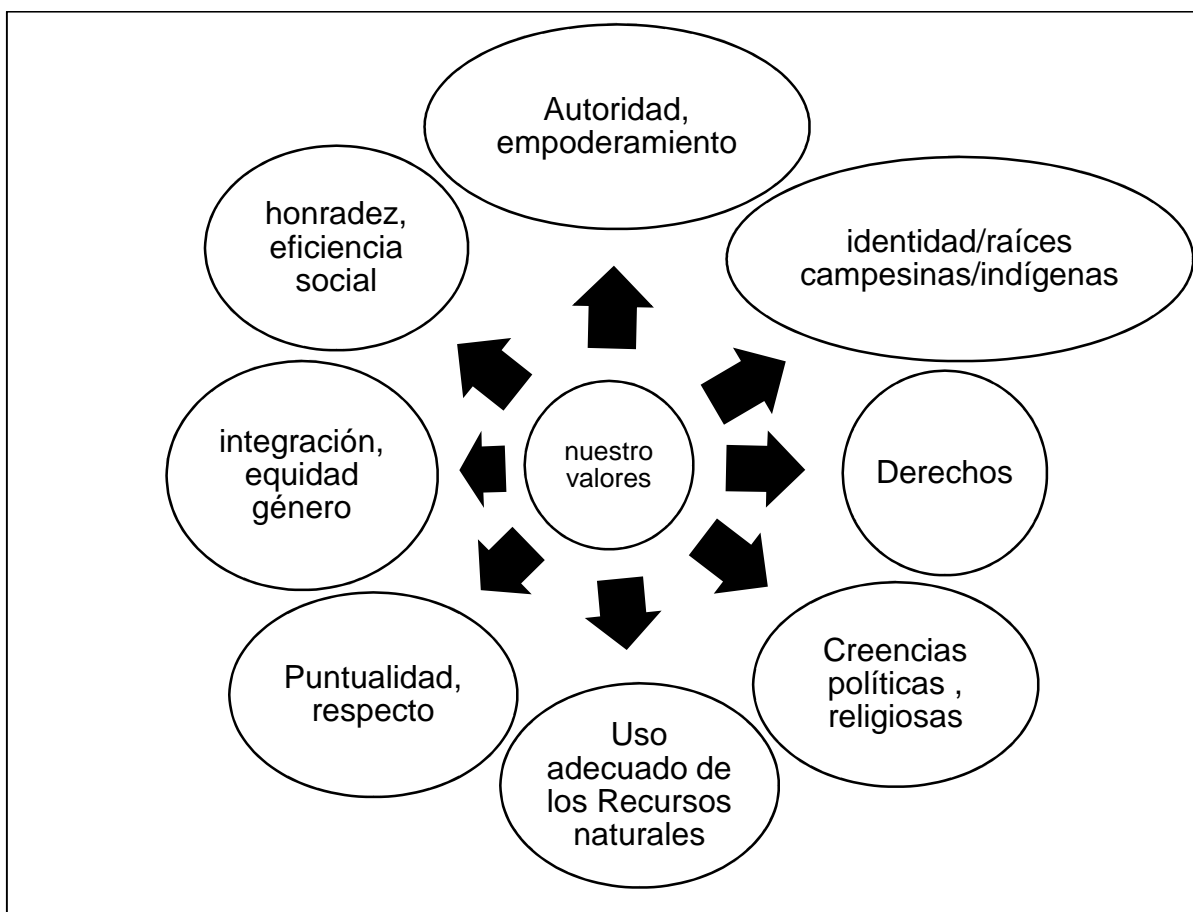 Autoridad,
empoderamiento
identidad/raíces
campesinas/indígenas
Derechos
Creencias
políticas ,
religiosas
Uso
adecuado de
los Recursos
naturales
Puntualidad,
respecto
integración,
equidad
género
honradez,
eficiencia
social
nuestro
valores